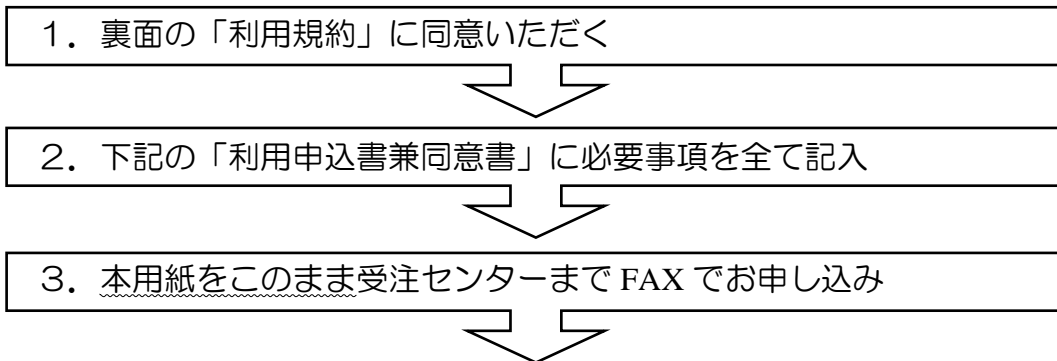 １．裏面の「利用規約」に同意いただく
２．下記の「利用申込書兼同意書」に必要事項を全て記入
３．本用紙をこのまま受注センターまで FAX でお申し込み